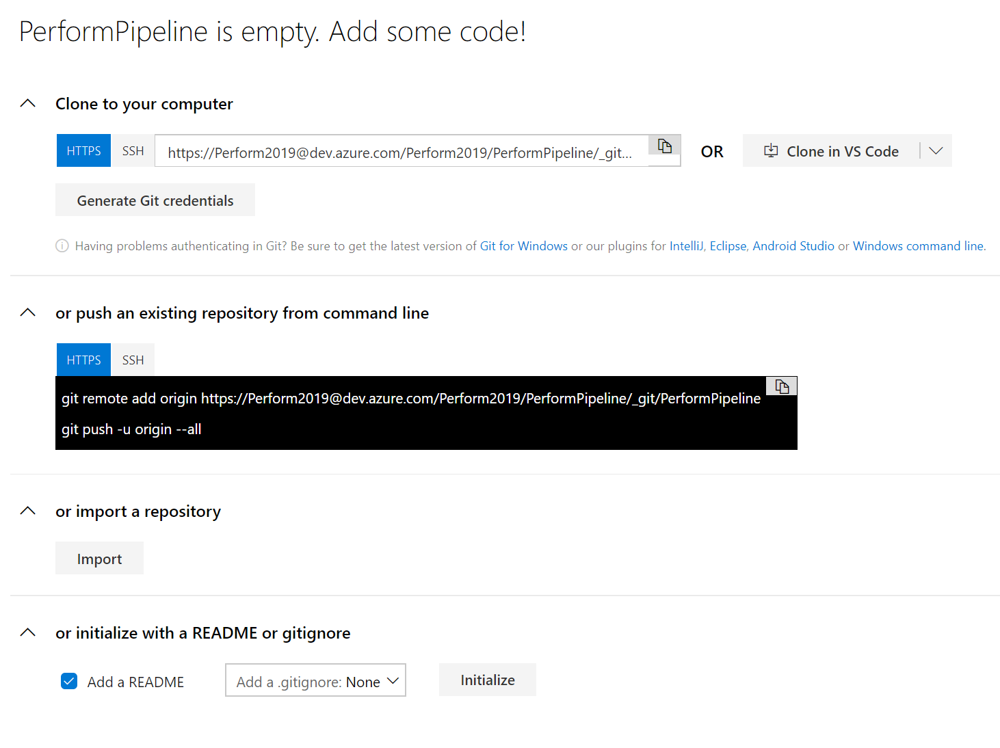 PerformPipeline is empty. Add some code!
Clone to your computer
HTTPS SSH https://Perform2019@dev.azure.com/Perform2019/PerformPipeline/_git... OR Clone in VS Code
Generate Git credentials
Having problems authenticating in Git? Be sure to get the latest version of Git for Windows or our plugins for IntelliJ, Eclipse, Android Studio or Windows command line.
or push an existing repository from command line
HTTPS SSH
git remote add origin https://Perform2019@dev.azure.com/Perform2019/PerformPipeline/_git/PerformPipeline
git push -u origin --all
or import a repository
Import
or initialize with a README or gitignore
Add a README Add a .gitignore: None Initialize